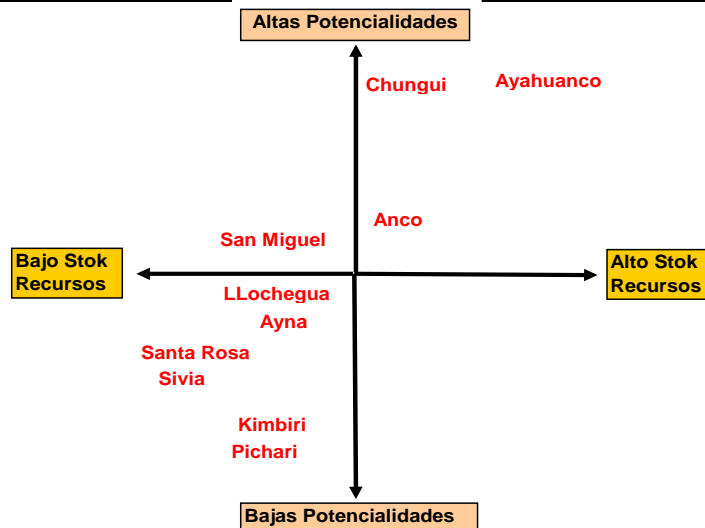 Altas Potencialidades
Chungui
Ayahuanco
Anco
San Miguel
Bajo Stok
Recursos
Alto Stok
Recursos
LLochegua
Ayna
Santa Rosa
Sivia
Kimbiri
Pichari
Bajas Potencialidades